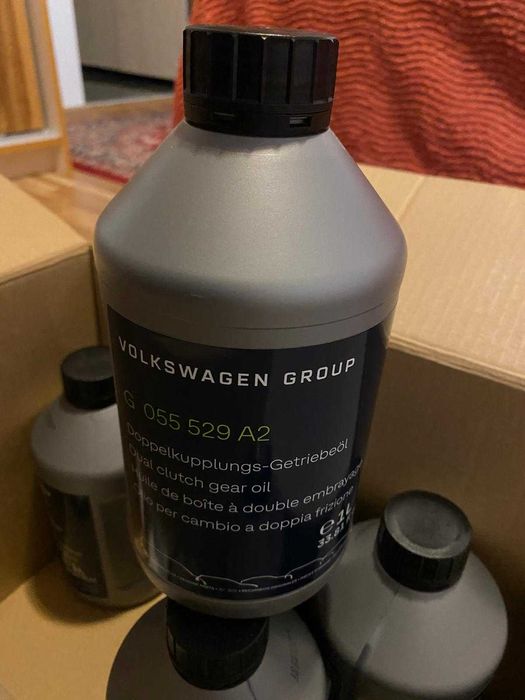 VOLKSWAGEN GROUP
G 055 529 A2
Doppelkupplungs-Getriebeöl
Dual clutch gear oil
Huile de boîte à double embrayage
Olio per cambio a doppia frizione
e 1L
33.81